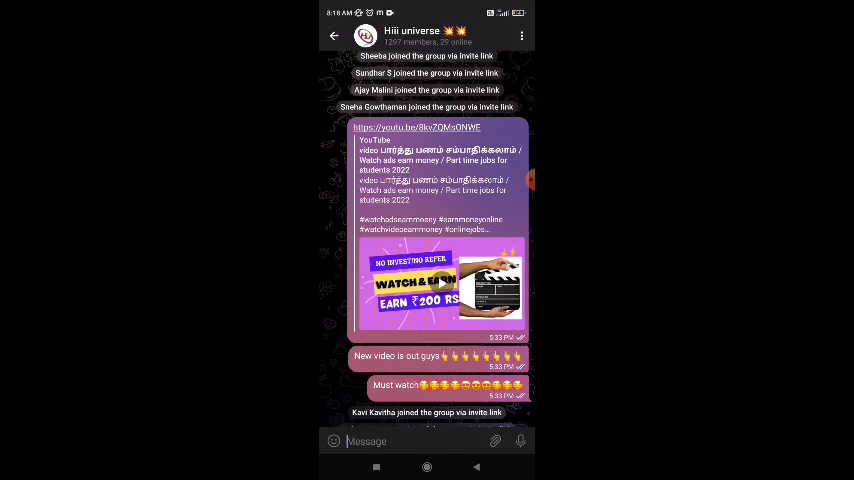 8:18 AM
Hiii universe 💥💥
1297 members, 29 online
Sheeba joined the group via invite link
Sundhar S joined the group via invite link
Ajay Malini joined the group via invite link
Sneha Gowthaman joined the group via invite link
https://youtu.be/8kvZQMsONWE
YouTube
video பார்த்து பணம் சம்பாதிக்கலாம் /
Watch ads earn money / Part time jobs for
students 2022
video பார்த்து பணம் சம்பாதிக்கலாம் /
Watch ads earn money / Part time jobs for
students 2022
#watchadsearnmoeny #earnmoneyonline
#watchvideoearnmoney #onlinejobs...
NO INVEST/NO REFER
WATCH & EARN
EARN ₹200 RS
5:33 PM
New video is out guys👆👆👆👆👆👆👆👆
5:33 PM
Must watch🥰🥰🥰🥰😍😍😍🥰🥰🥰
5:33 PM
Kavi Kavitha joined the group via invite link
Message